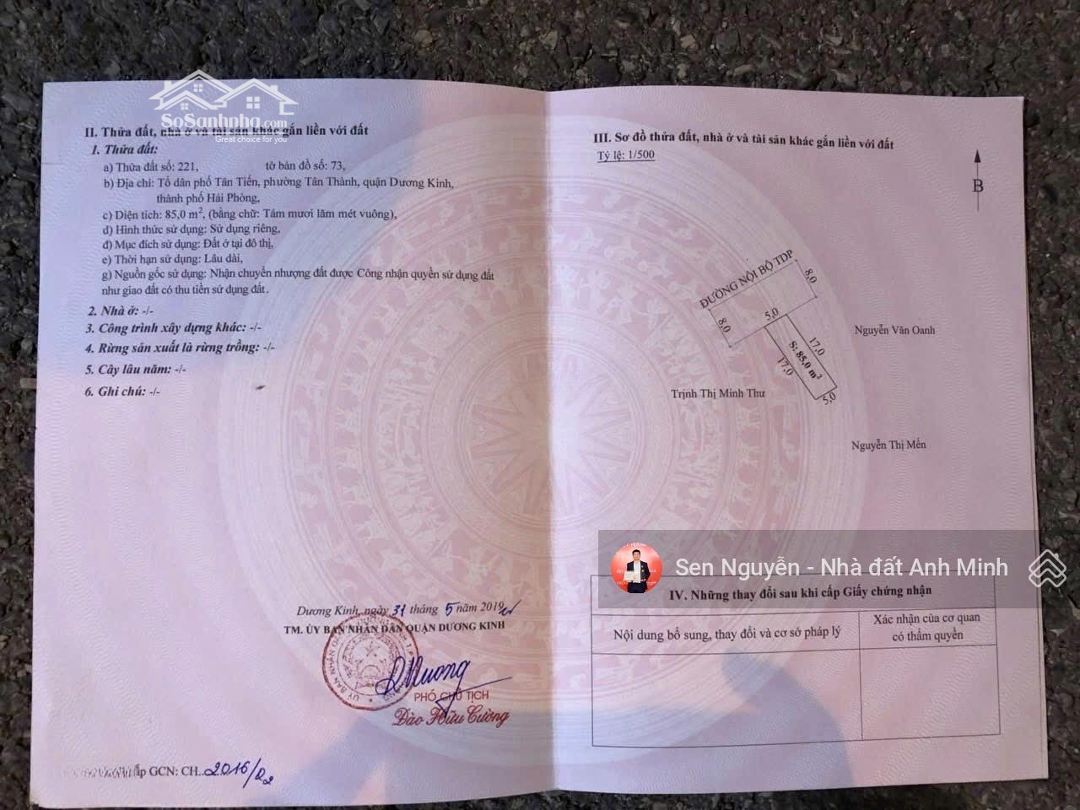 SoSanhnha.com
Great choice for you
II. Thửa đất, nhà ở và tài sản khác gắn liền với đất
1. Thửa đất:
a) Thửa đất số: 221, tờ bản đồ số: 73,
b) Địa chỉ: Tổ dân phố Tân Tiến, phường Tân Thành, quận Dương Kinh,
thành phố Hải Phòng,
c) Diện tích: 85,0 m², (bằng chữ: Tám mươi lăm mét vuông),
d) Hình thức sử dụng: Sử dụng riêng,
đ) Mục đích sử dụng: Đất ở tại đô thị,
e) Thời hạn sử dụng: Lâu dài,
g) Nguồn gốc sử dụng: Nhận chuyển nhượng đất được Công nhận quyền sử dụng đất
như giao đất có thu tiền sử dụng đất.
2. Nhà ở: -/-
3. Công trình xây dựng khác: -/-
4. Rừng sản xuất là rừng trồng: -/-
5. Cây lâu năm: -/-
6. Ghi chú: -/-
Dương Kinh, ngày 31 tháng 5 năm 2019
TM. ỦY BAN NHÂN DÂN QUẬN DƯƠNG KINH
PHÓ CHỦ TỊCH
Đào Hữu Cường
cấp GCN: CH 2016/02
III. Sơ đồ thửa đất, nhà ở và tài sản khác gắn liền với đất
Tỷ lệ: 1/500
B
ĐƯỜNG NỘI BỘ TDP
8,0
8,0
5,0
17,0
S: 85,0 m²
17,0
5,0
Nguyễn Văn Oanh
Trịnh Thị Minh Thư
Nguyễn Thị Mến
Sen Nguyễn - Nhà đất Anh Minh
IV. Những thay đổi sau khi cấp Giấy chứng nhận
Nội dung bổ sung, thay đổi và cơ sở pháp lý
Xác nhận của cơ quan
có thẩm quyền